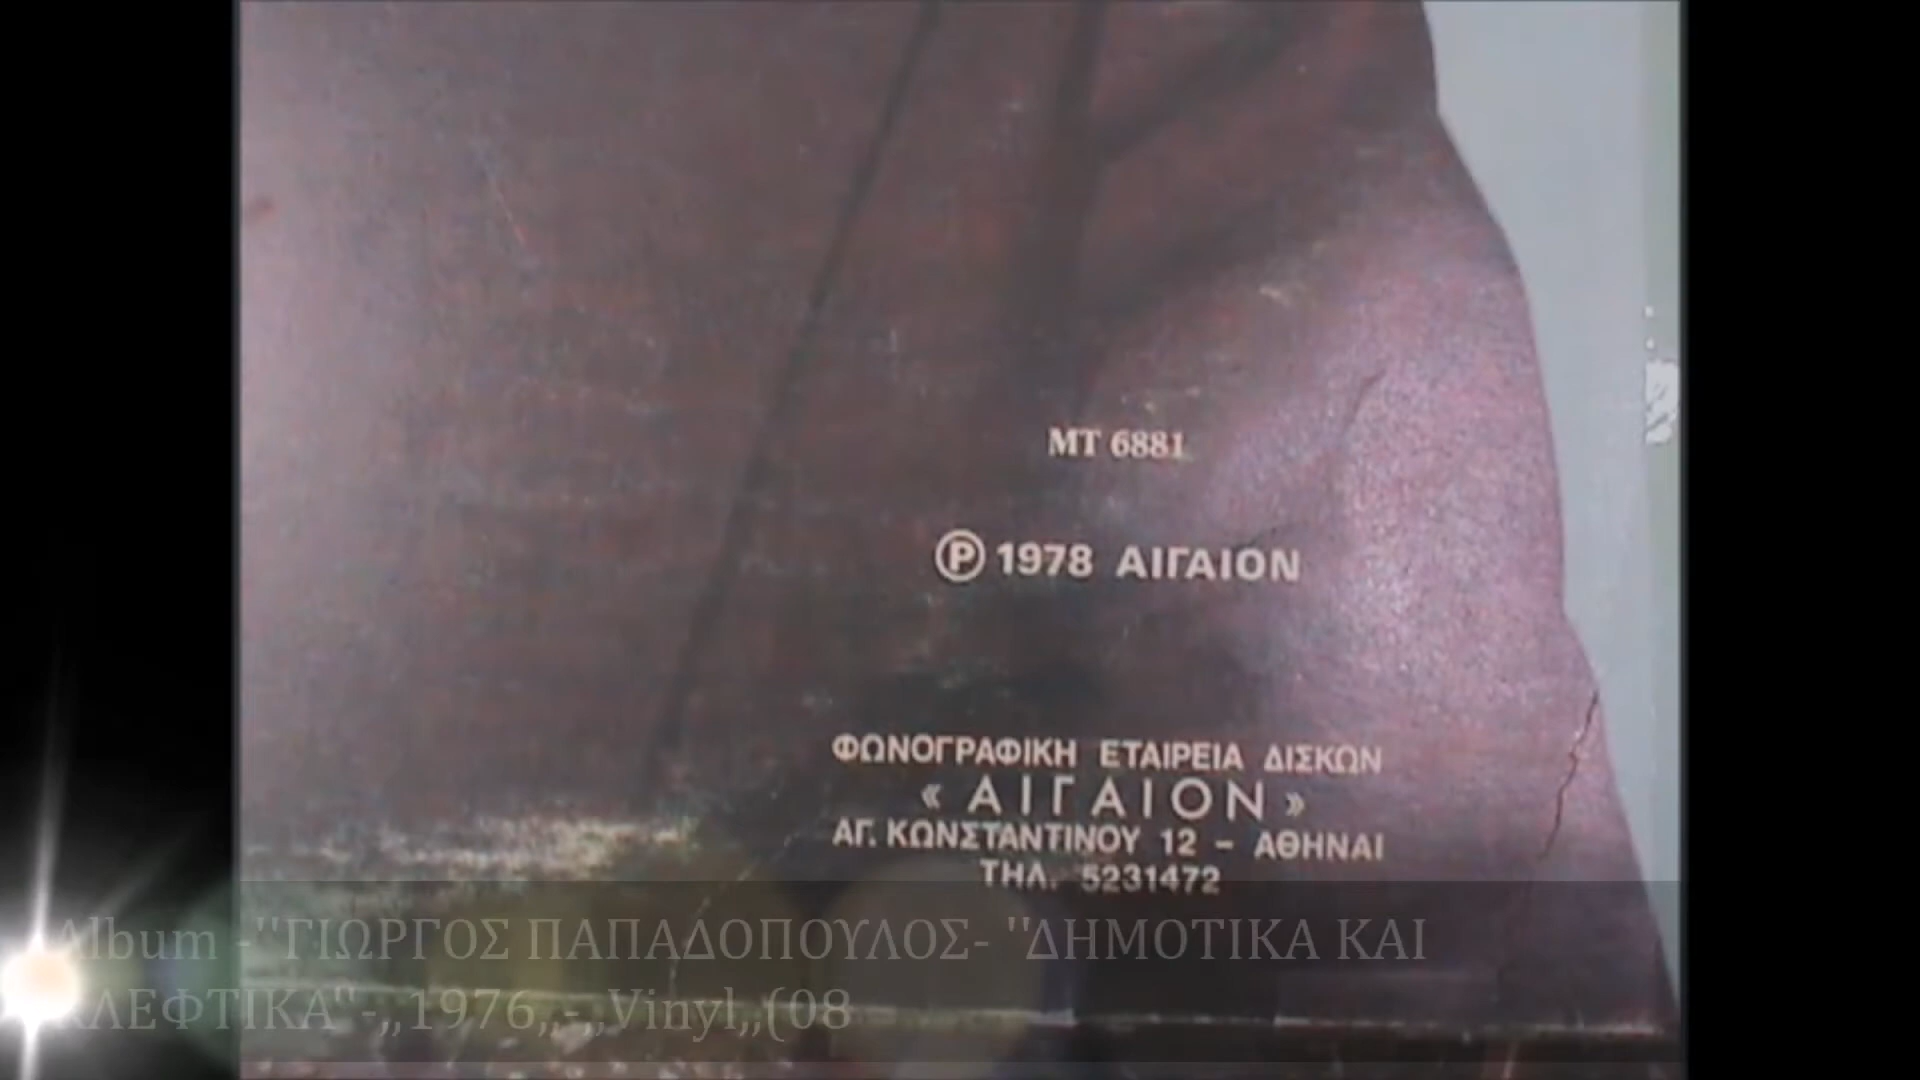 ΜΤ 6881
Ⓟ 1978 ΑΙΓΑΙΟΝ
ΦΩΝΟΓΡΑΦΙΚΗ ΕΤΑΙΡΕΙΑ ΔΙΣΚΩΝ
« ΑΙΓΑΙΟΝ »
ΑΓ. ΚΩΝΣΤΑΝΤΙΝΟΥ 12 – ΑΘΗΝΑΙ
ΤΗΛ. 5231472
Album -''ΓΙΩΡΓΟΣ ΠΑΠΑΔΟΠΟΥΛΟΣ- ''ΔΗΜΟΤΙΚΑ ΚΑΙ
ΚΛΕΦΤΙΚΑ''-,,1976,,-,,Vinyl,,(08